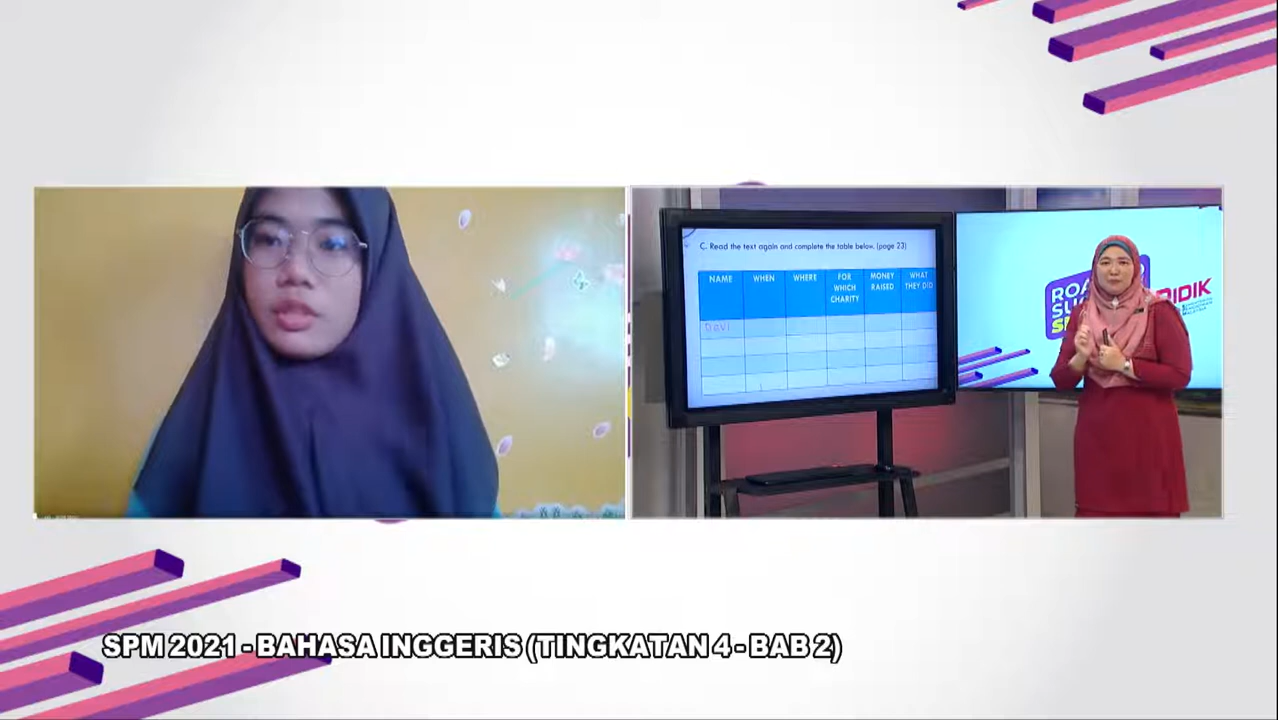 C. Read the text again and complete the table below. (page 23)
NAME
WHEN
WHERE
FOR
WHICH
CHARITY
MONEY
RAISED
WHAT
THEY DID
Davi
SPM 2021 - BAHASA INGGERIS (TINGKATAN 4 - BAB 2)